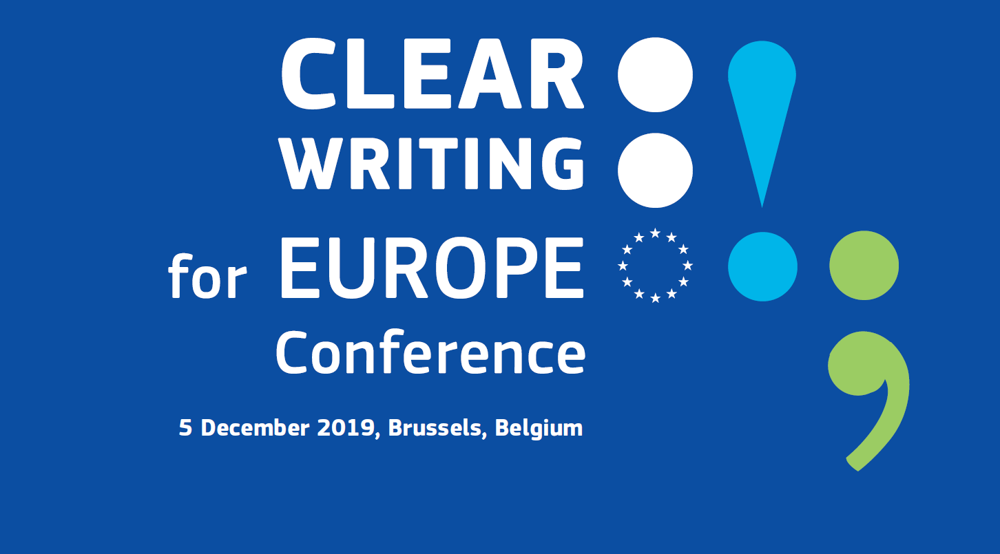 CLEAR
WRITING
for EUROPE
Conference
5 December 2019, Brussels, Belgium